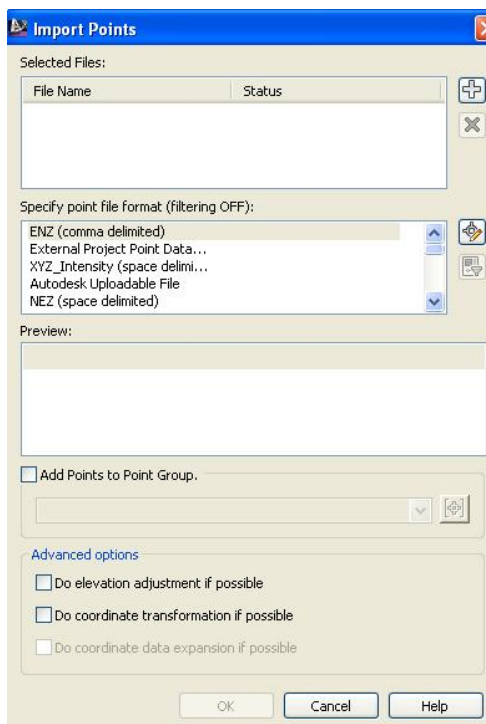 Import Points
Selected Files:
File Name Status
Specify point file format (filtering OFF):
ENZ (comma delimited)
External Project Point Data...
XYZ_Intensity (space delimi...
Autodesk Uploadable File
NEZ (space delimited)
Preview:
Add Points to Point Group.
Advanced options
Do elevation adjustment if possible
Do coordinate transformation if possible
Do coordinate data expansion if possible
OK Cancel Help